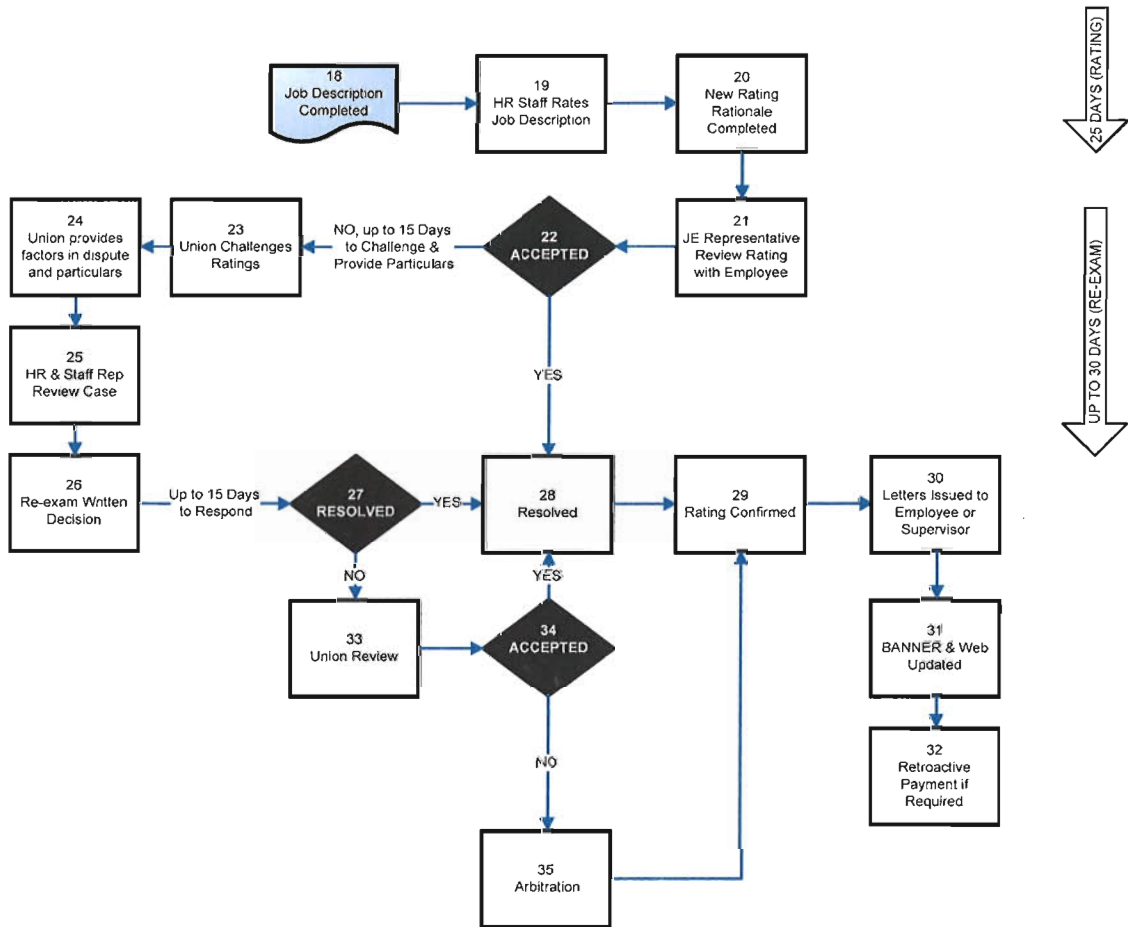 18
Job Description
Completed
19
HR Staff Rates
Job Description
20
New Rating
Rationale
Completed
25 DAYS (RATING)
24
Union provides
factors in dispute
and particulars
23
Union Challenges
Ratings
NO, up to 15 Days
to Challenge &
Provide Particulars
22
ACCEPTED
21
JE Representative
Review Rating
with Employee
UP TO 30 DAYS (RE-EXAM)
25
HR & Staff Rep
Review Case
YES
26
Re-exam Written
Decision
Up to 15 Days
to Respond
27
RESOLVED
YES
28
Resolved
29
Rating Confirmed
30
Letters Issued to
Employee or
Supervisor
NO
YES
33
Union Review
34
ACCEPTED
31
BANNER & Web
Updated
NO
32
Retroactive
Payment if
Required
35
Arbitration